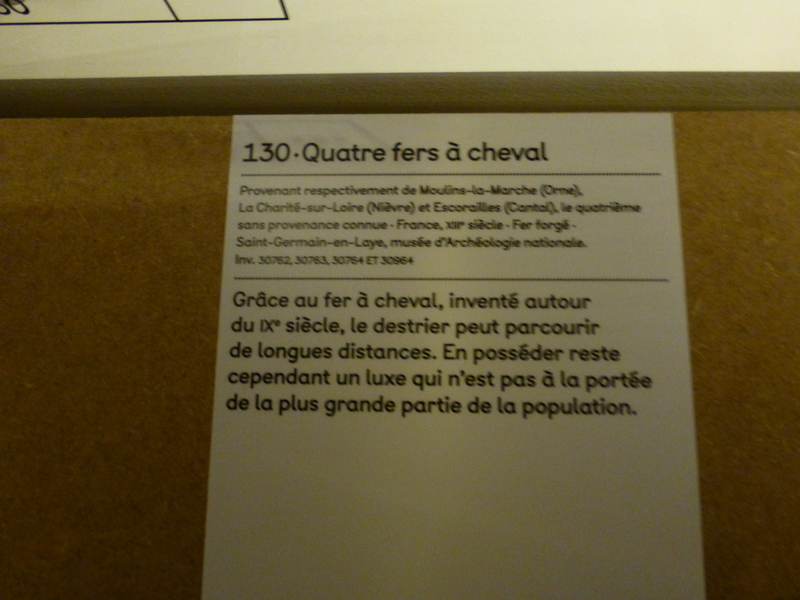 130·Quatre fers à cheval
Provenant respectivement de Moulins-la-Marche (Orne),
La Charité-sur-Loire (Nièvre) et Escorailles (Cantal), le quatrième
sans provenance connue · France, XIIIe siècle · Fer forgé ·
Saint-Germain-en-Laye, musée d'Archéologie nationale.
Inv. 30762, 30763, 30764 ET 30964
Grâce au fer à cheval, inventé autour
du IXe siècle, le destrier peut parcourir
de longues distances. En posséder reste
cependant un luxe qui n'est pas à la portée
de la plus grande partie de la population.